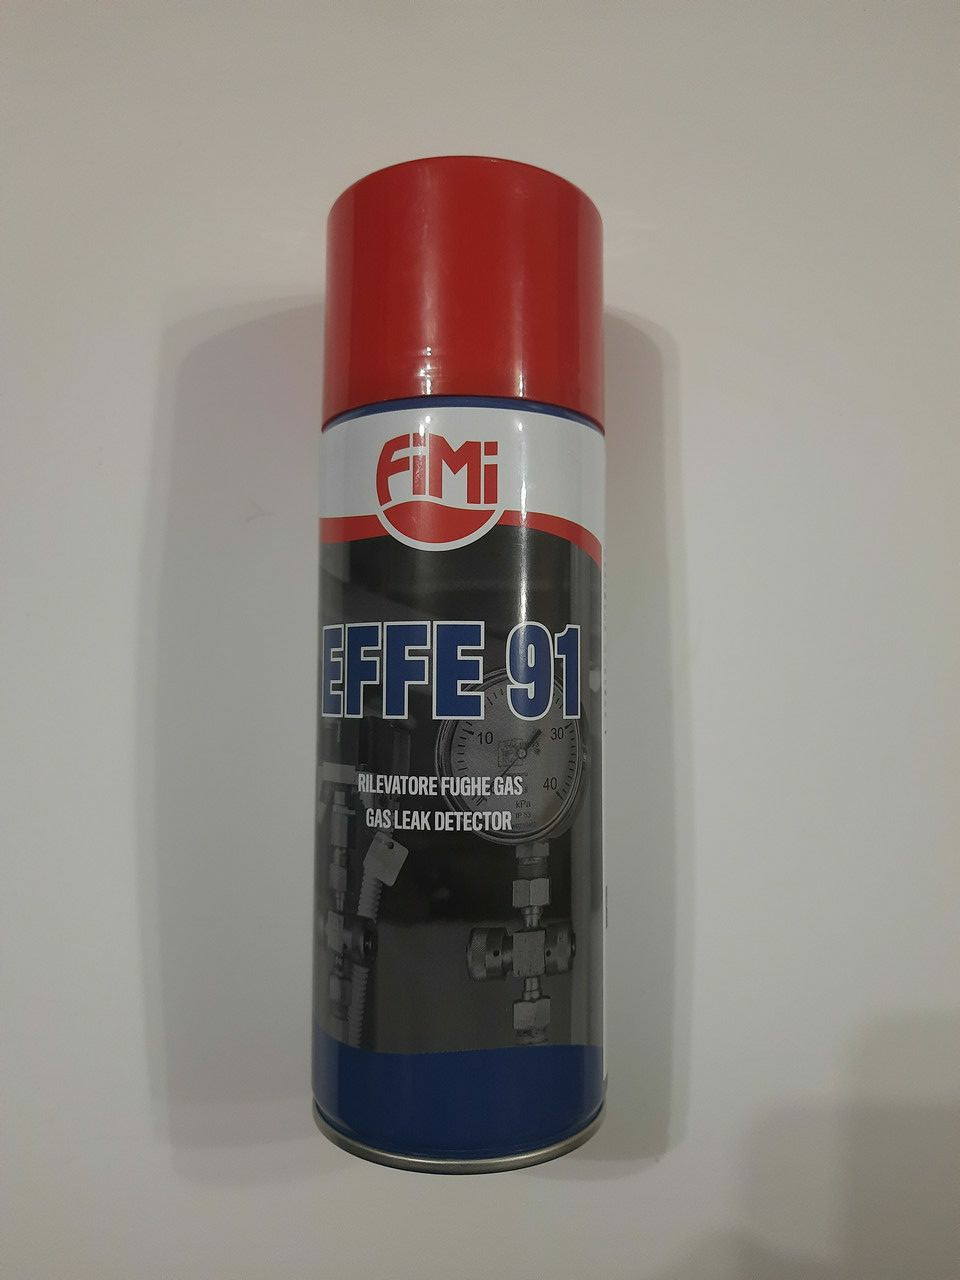 FiMi
EFFE 91
10
30
40
kPa
RILEVATORE FUGHE GAS
GAS LEAK DETECTOR